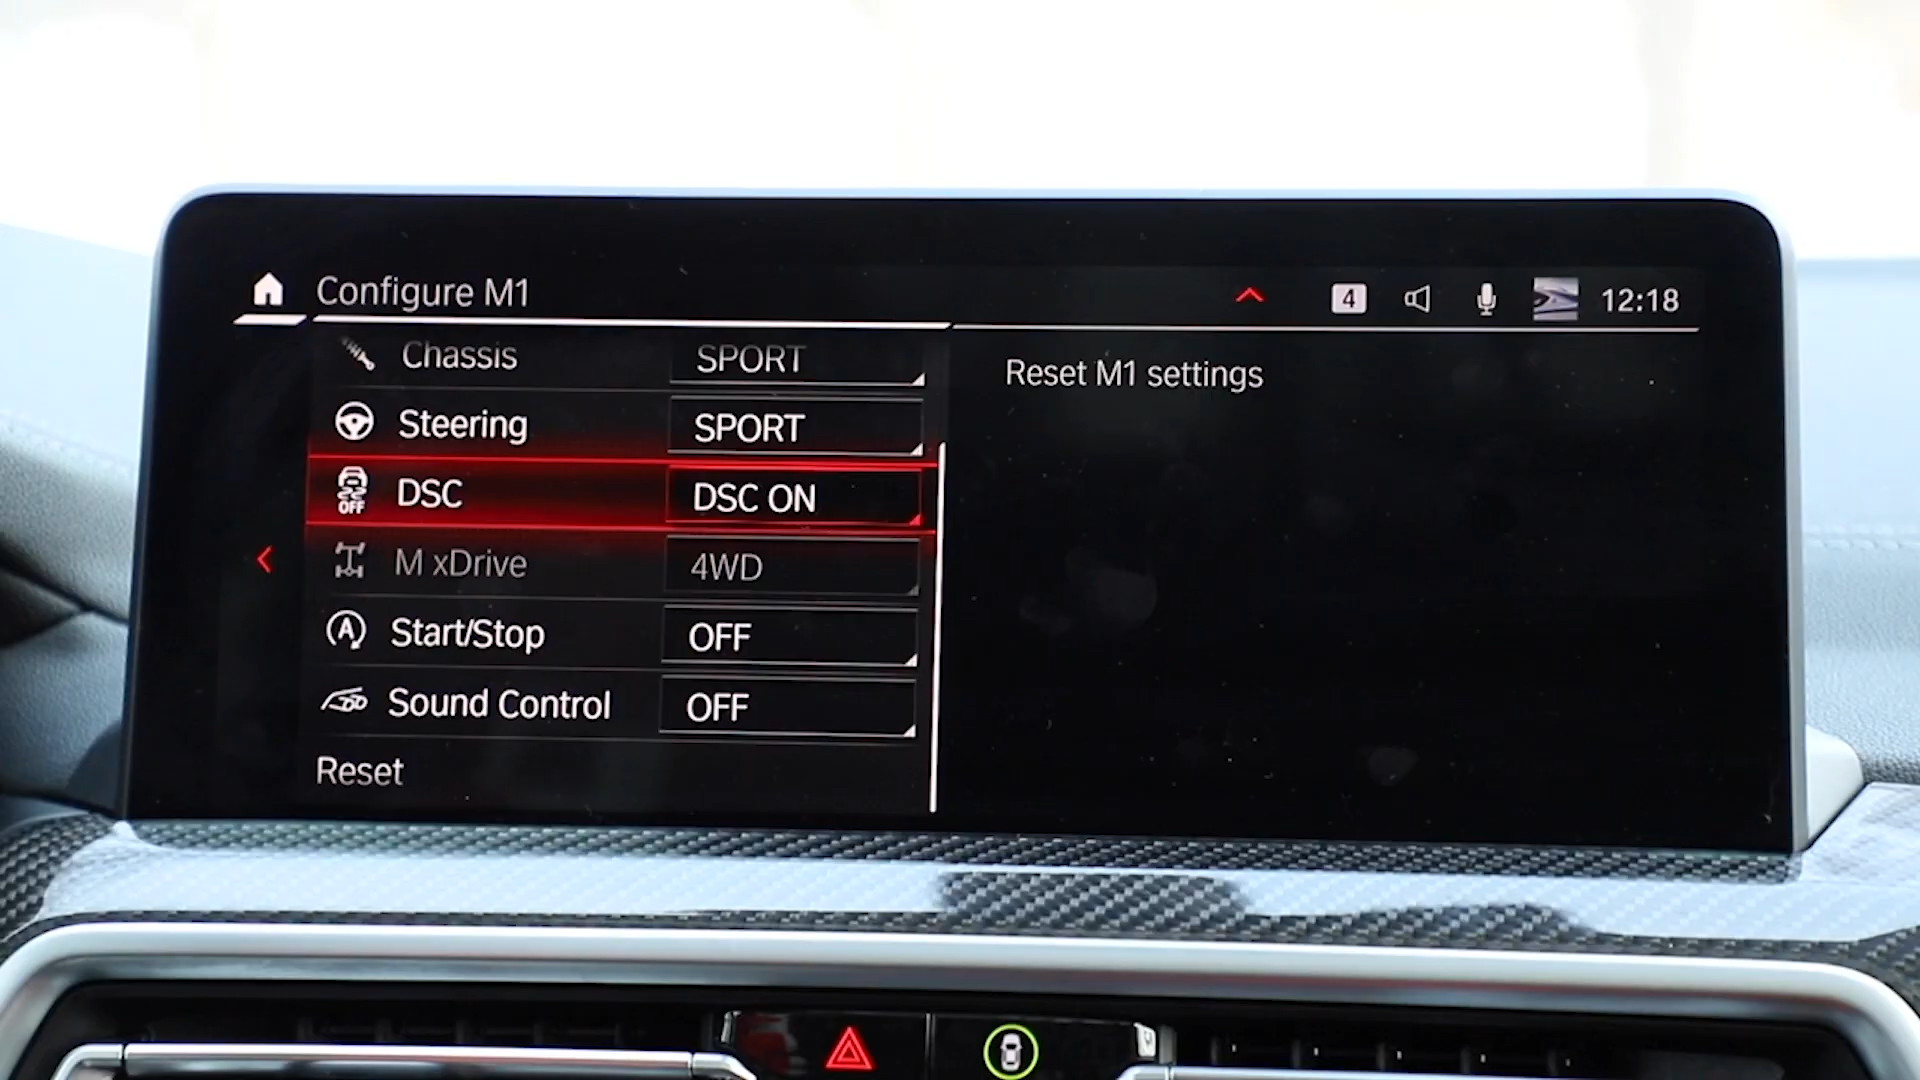 Configure M1
4
12:18
Chassis SPORT
Reset M1 settings
Steering SPORT
OFF
DSC DSC ON
M xDrive 4WD
A
Start/Stop OFF
Sound Control OFF
Reset